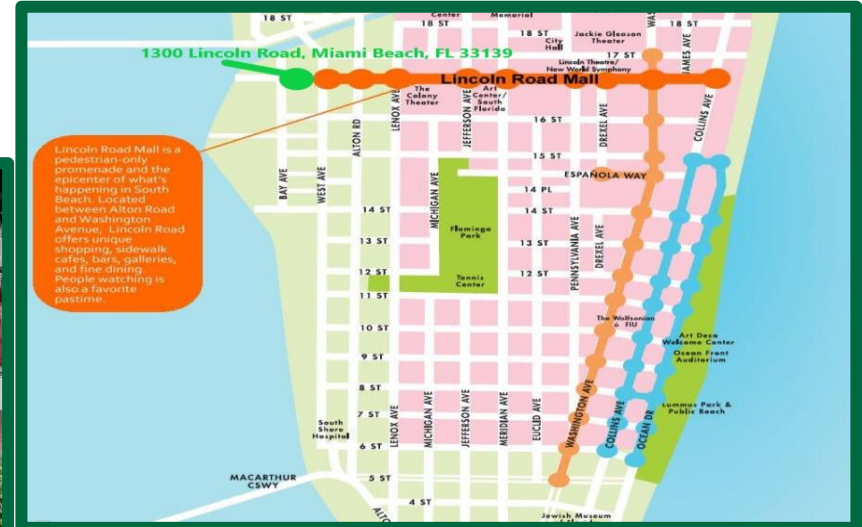 18 ST
Center
Memorial
18 ST
18 ST
Jackie Gleason
Theater
18 ST
City
Hall
17 ST
JAMES AVE
1300 Lincoln Road, Miami Beach, FL 33139
Lincoln Theatre/
New World Symphony
Lincoln Road Mall
The
Colony
Theater
Art
Center/
South
Florida
ALTON RD
LENOX AVE
JEFFERSON AVE
DREXEL AVE
COLLINS AVE
16 ST
15 ST
Lincoln Road Mall is a
pedestrian-only
promenade and the
epicenter of what's
happening in South
Beach. Located
between Alton Road
and Washington
Avenue, Lincoln Road
offers unique
shopping, sidewalk
cafes, bars, galleries,
and fine dining.
People watching is
also a favorite
pastime.
BAY AVE
WEST AVE
MICHIGAN AVE
ESPAÑOLA WAY
14 PL
14 ST
14 ST
Flamingo
Park
PENNSYLVANIA AVE
DREXEL AVE
13 ST
13 ST
12 ST
Tennis
Center
12 ST
11 ST
10 ST
The Wolfsonian
FIU
Art Deco
Welcome Center
Ocean Front
Auditorium
9 ST
8 ST
Lummus Park &
Public Beach
7 ST
South
Shore
Hospital
LENOX AVE
MICHIGAN AVE
JEFFERSON AVE
MERIDIAN AVE
EUCLID AVE
WASHINGTON AVE
COLLINS AVE
OCEAN DR
6 ST
MACARTHUR
CSWY
5 ST
4 ST
Jewish Museum